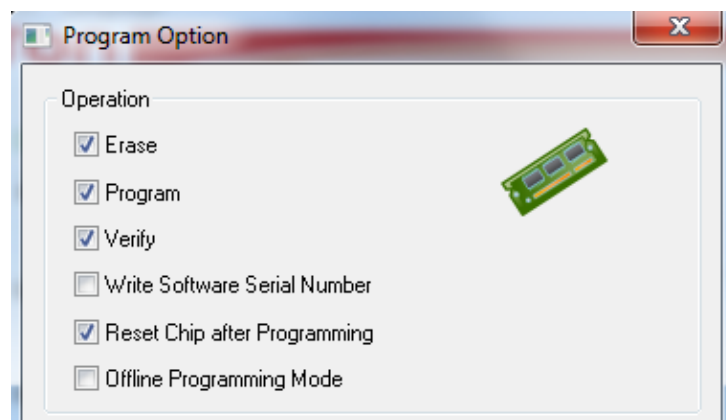 Program Option
Operation
Erase
Program
Verify
Write Software Serial Number
Reset Chip after Programming
Offline Programming Mode